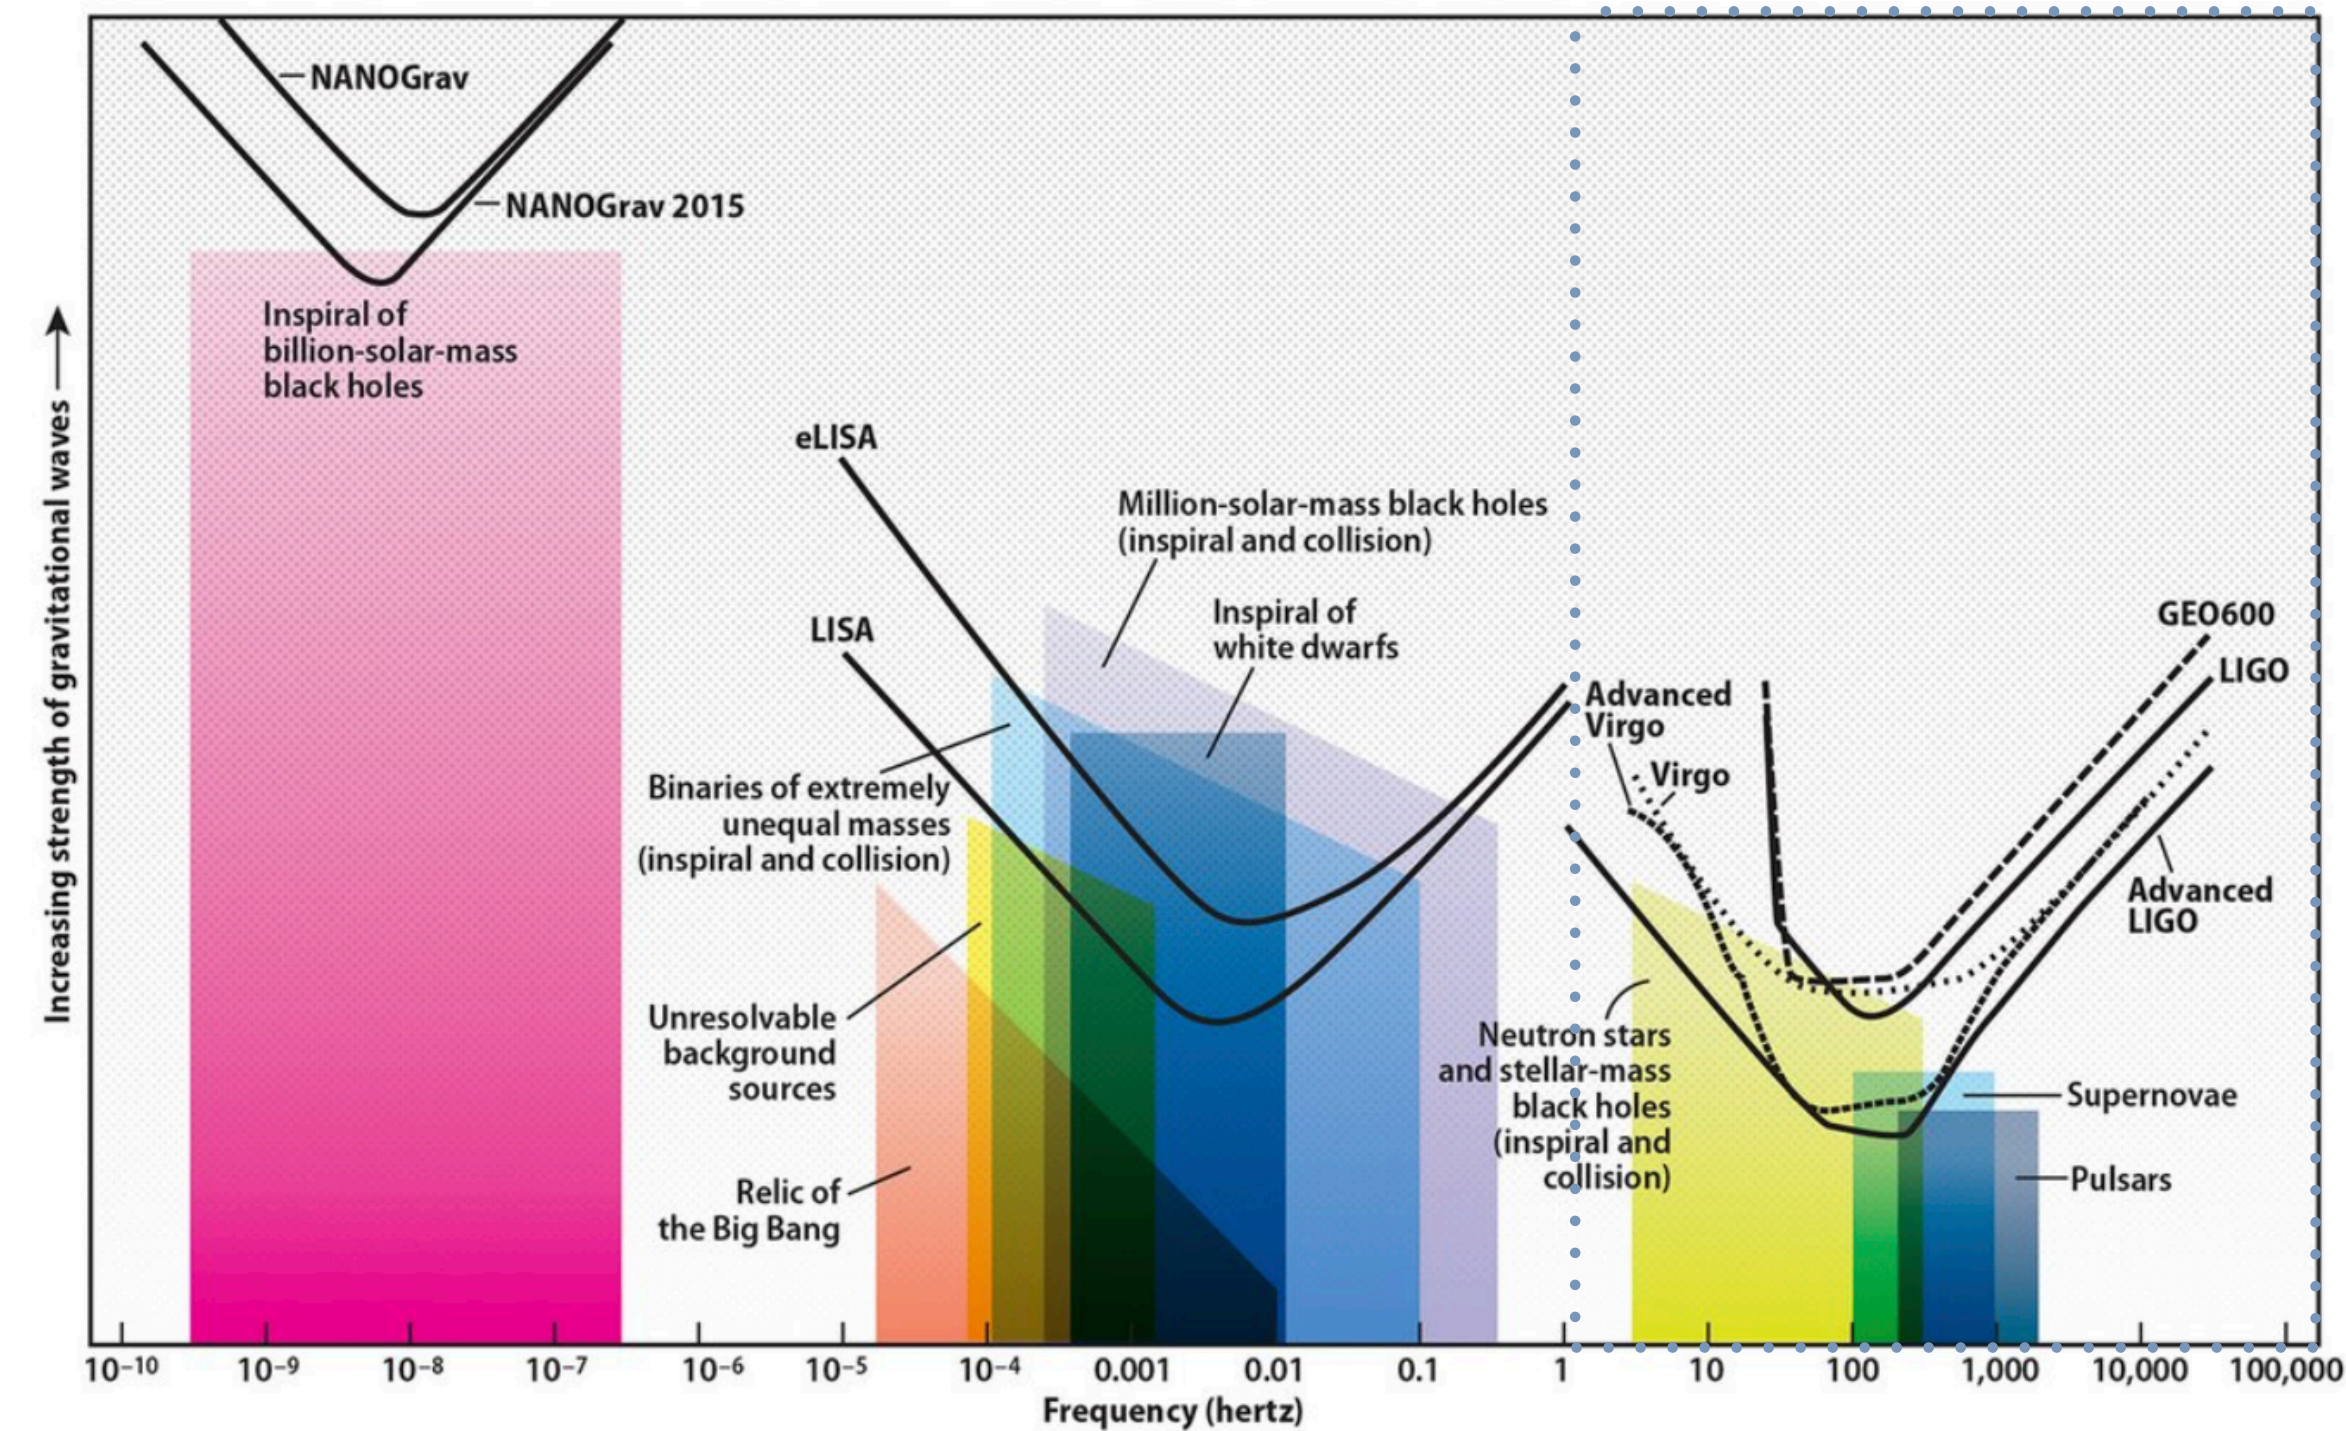 NANOGrav
NANOGrav 2015
Inspiral of
billion-solar-mass
black holes
Increasing strength of gravitational waves
eLISA
LISA
Million-solar-mass black holes
(inspiral and collision)
Inspiral of
white dwarfs
Binaries of extremely
unequal masses
(inspiral and collision)
Unresolvable
background
sources
Relic of
the Big Bang
Advanced
Virgo
Virgo
GEO600
LIGO
Advanced
LIGO
Neutron stars
and stellar-mass
black holes
(inspiral and
collision)
Supernovae
Pulsars
10⁻¹⁰ 10⁻⁹ 10⁻⁸ 10⁻⁷ 10⁻⁶ 10⁻⁵ 10⁻⁴ 0.001 0.01 0.1 1 10 100 1,000 10,000 100,000
Frequency (hertz)